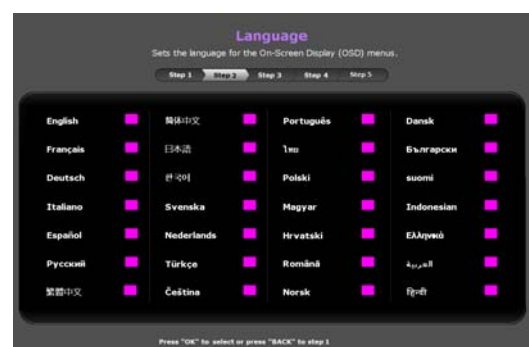 Language
Sets the language for the On-Screen Display (OSD) menus.
Step 1 Step 2 Step 3 Step 4 Step 5
English 簡体中文 Português Dansk
Français 日本語 ไทย Български
Deutsch 한국어 Polski suomi
Italiano Svenska Magyar Indonesian
Español Nederlands Hrvatski Ελληνικά
Русский Türkçe Română العربية
繁體中文 Čeština Norsk हिन्दी
Press "OK" to select or press "BACK" to step 1